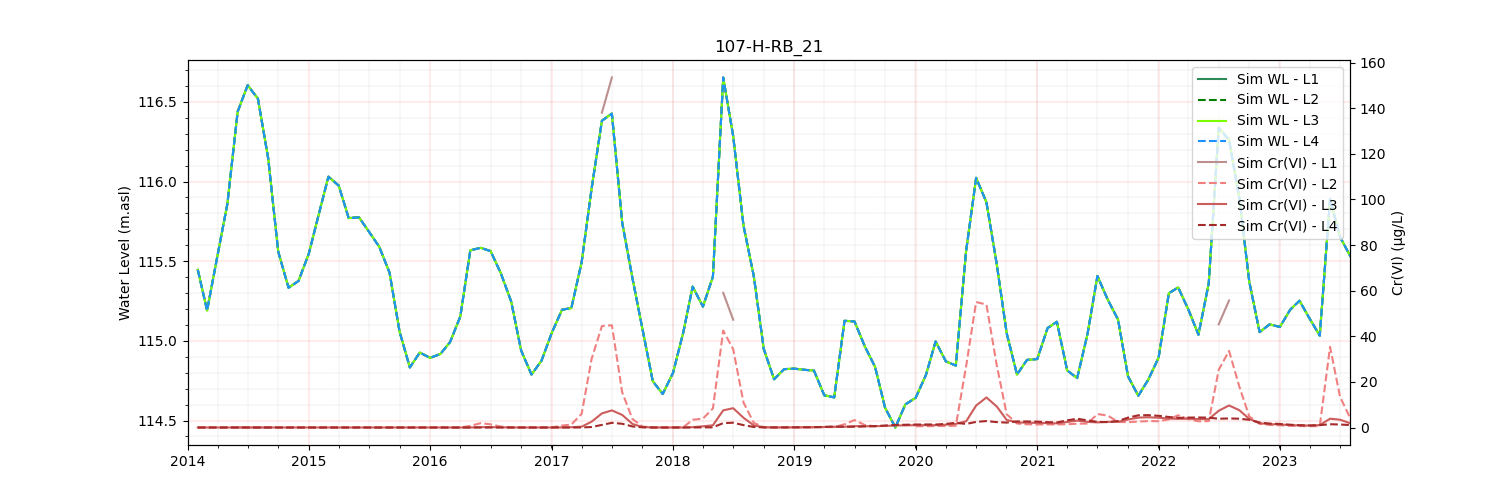 107-H-RB_21
Water Level (m.asl)
116.5
116.0
115.5
115.0
114.5
160
140
120
100
80
60
40
20
0
Cr(VI) (µg/L)
Sim WL - L1
Sim WL - L2
Sim WL - L3
Sim WL - L4
Sim Cr(VI) - L1
Sim Cr(VI) - L2
Sim Cr(VI) - L3
Sim Cr(VI) - L4
2014 2015 2016 2017 2018 2019 2020 2021 2022 2023